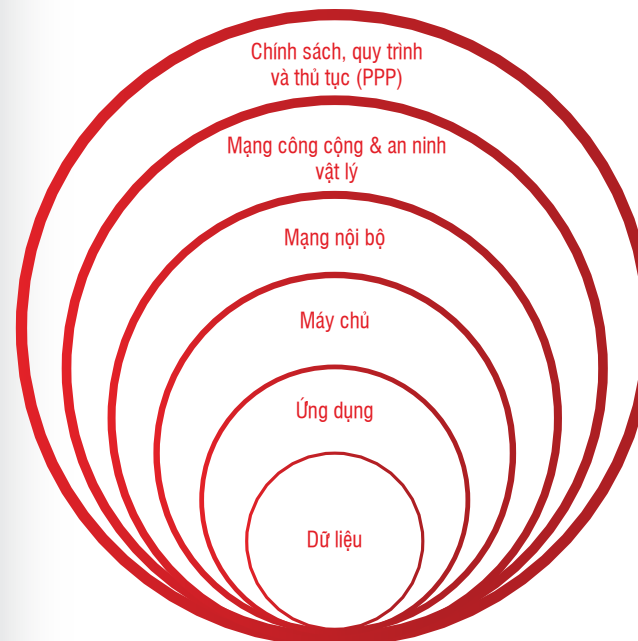 Chính sách, quy trình
và thủ tục (PPP)
Mạng công cộng & an ninh
vật lý
Mạng nội bộ
Máy chủ
Ứng dụng
Dữ liệu